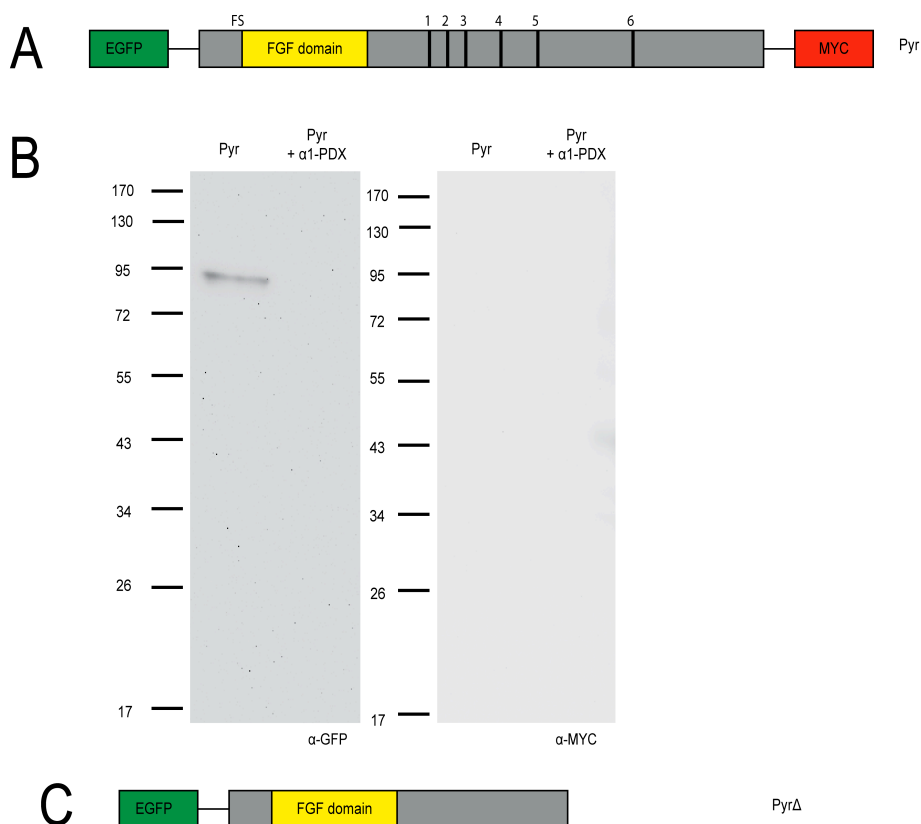 A
FS 1 2 3 4 5 6
EGFP FGF domain MYC Pyr
B
Pyr Pyr + α1-PDX
170
130
95
72
55
43
34
26
17
α-GFP
Pyr Pyr + α1-PDX
170
130
95
72
55
43
34
26
17
α-MYC
C
EGFP FGF domain PyrΔ